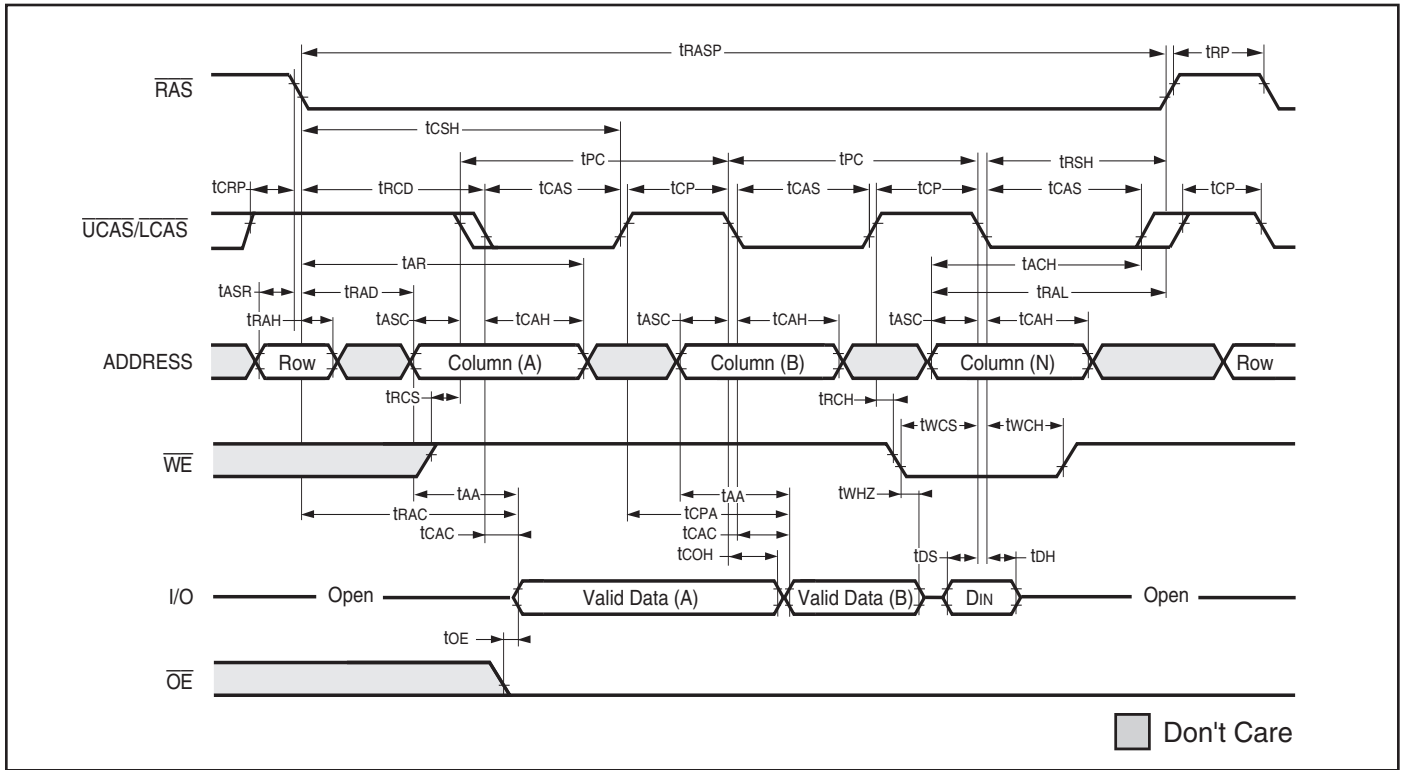 tRASP
tRP
RAS
tCSH
tPC
tPC
tRSH
tCRP
tRCD
tCAS
tCP
tCAS
tCP
tCAS
tCP
UCAS/LCAS
tAR
tACH
tASR
tRAD
tRAL
tRAH
tASC
tCAH
tASC
tCAH
tASC
tCAH
ADDRESS
Row
Column (A)
Column (B)
Column (N)
Row
tRCS
tRCH
tWCS
tWCH
WE
tAA
tAA
tWHZ
tRAC
tCPA
tCAC
tCAC
tCOH
tDS
tDH
I/O
Open
Valid Data (A)
Valid Data (B)
DIN
Open
tOE
OE
Don't Care